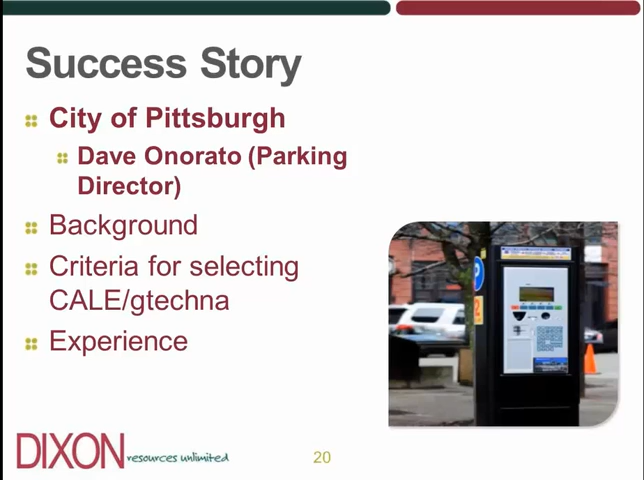 Success Story
City of Pittsburgh
Dave Onorato (Parking
Director)
Background
Criteria for selecting
CALE/gtechna
Experience
P
2
DIXON resources unlimited
20